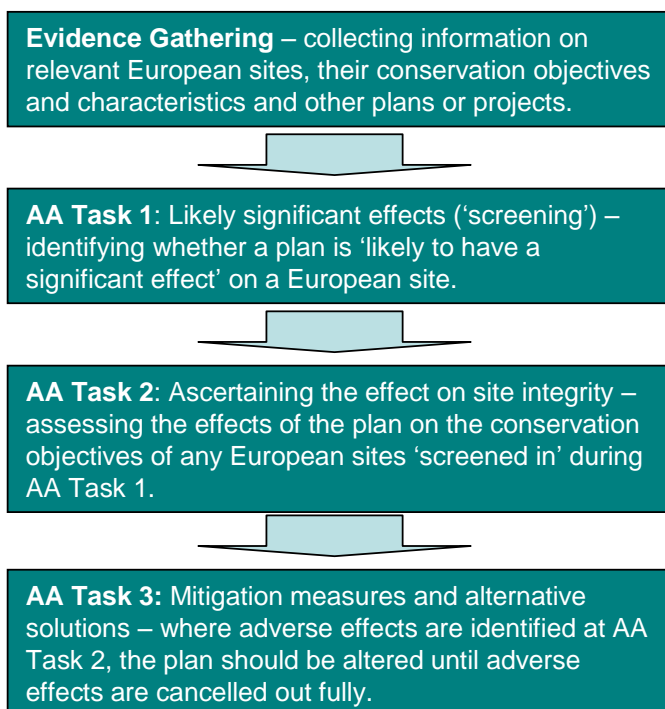 Evidence Gathering – collecting information on
relevant European sites, their conservation objectives
and characteristics and other plans or projects.
AA Task 1: Likely significant effects (‘screening’) –
identifying whether a plan is ‘likely to have a
significant effect’ on a European site.
AA Task 2: Ascertaining the effect on site integrity –
assessing the effects of the plan on the conservation
objectives of any European sites ‘screened in’ during
AA Task 1.
AA Task 3: Mitigation measures and alternative
solutions – where adverse effects are identified at AA
Task 2, the plan should be altered until adverse
effects are cancelled out fully.